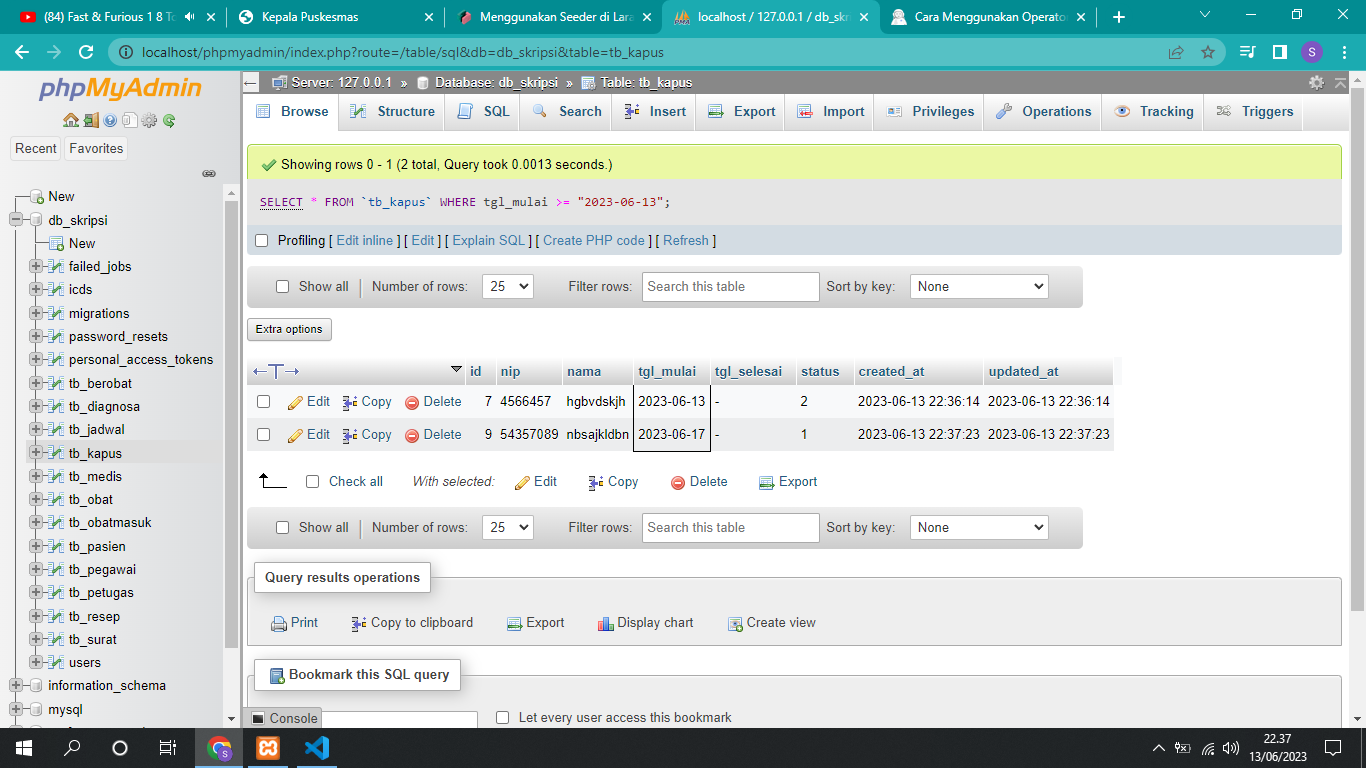 (84) Fast & Furious 1 8 To
Kepala Puskesmas
Menggunakan Seeder di Lara
localhost / 127.0.0.1 / db_skri
Cara Menggunakan Operato
localhost/phpmyadmin/index.php?route=/table/sql&db=db_skripsi&table=tb_kapus
S
phpMyAdmin
Recent
Favorites
New
db_skripsi
New
failed_jobs
icds
migrations
password_resets
personal_access_tokens
tb_berobat
tb_diagnosa
tb_jadwal
tb_kapus
tb_medis
tb_obat
tb_obatmasuk
tb_pasien
tb_pegawai
tb_petugas
tb_resep
tb_surat
users
information_schema
mysql
Server: 127.0.0.1 » Database: db_skripsi » Table: tb_kapus
Browse Structure SQL Search Insert Export Import Privileges Operations Tracking Triggers
Showing rows 0 - 1 (2 total, Query took 0.0013 seconds.)
SELECT * FROM `tb_kapus` WHERE tgl_mulai >= "2023-06-13";
Profiling [ Edit inline ] [ Edit ] [ Explain SQL ] [ Create PHP code ] [ Refresh ]
Show all Number of rows: 25 Filter rows: Search this table Sort by key: None
Extra options
id nip nama tgl_mulai tgl_selesai status created_at updated_at
Edit Copy Delete 7 4566457 hgbvdskjh 2023-06-13 - 2 2023-06-13 22:36:14 2023-06-13 22:36:14
Edit Copy Delete 9 54357089 nbsajkldbn 2023-06-17 - 1 2023-06-13 22:37:23 2023-06-13 22:37:23
Check all With selected: Edit Copy Delete Export
Show all Number of rows: 25 Filter rows: Search this table Sort by key: None
Query results operations
Print Copy to clipboard Export Display chart Create view
Bookmark this SQL query
Console
Let every user access this bookmark
22.37
13/06/2023